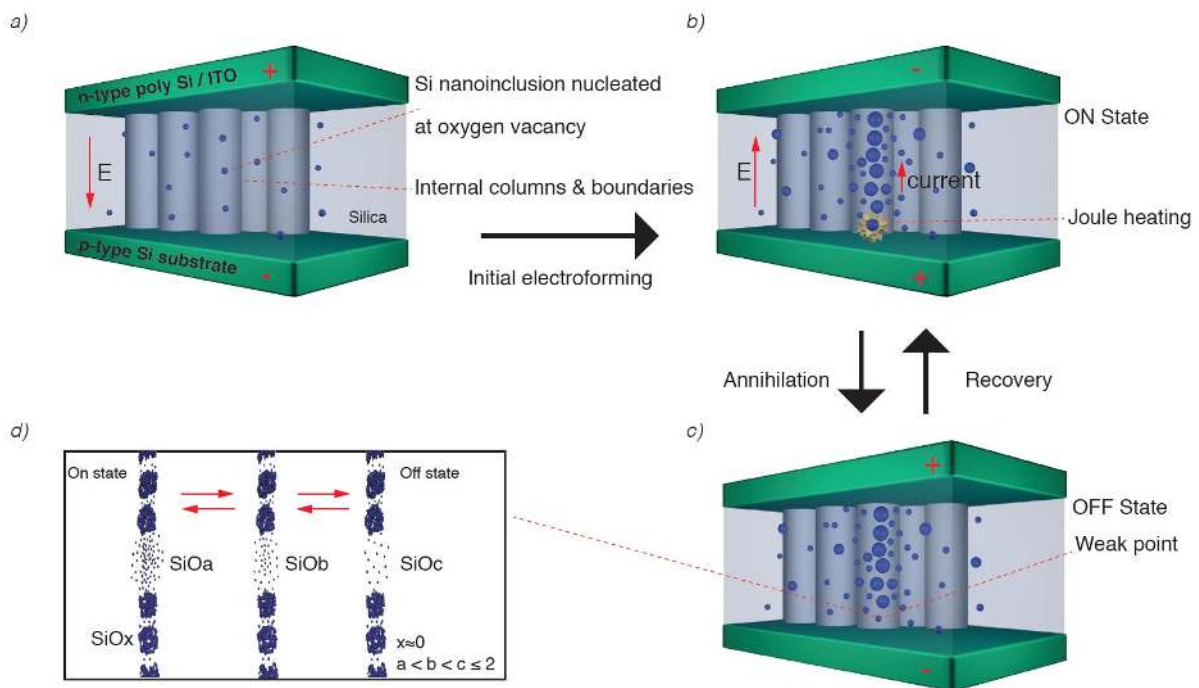 a)
n-type poly Si / ITO
+
E
Silica
p-type Si substrate
-
Si nanoinclusion nucleated
at oxygen vacancy
Internal columns & boundaries
Initial electroforming
b)
-
ON State
E
current
Joule heating
+
Annihilation
Recovery
c)
+
OFF State
Weak point
-
d)
On state
Off state
SiOa
SiOb
SiOc
SiOx
x≈0
a < b < c ≤ 2